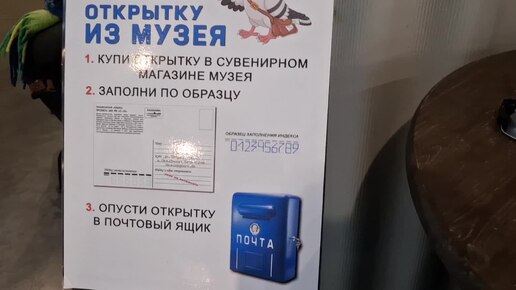 ОТКРЫТКУ
ИЗ МУЗЕЯ
1. КУПИ ОТКРЫТКУ В СУВЕНИРНОМ
МАГАЗИНЕ МУЗЕЯ
2. ЗАПОЛНИ ПО ОБРАЗЦУ
ОБРАЗЕЦ ЗАПОЛНЕНИЯ ИНДЕКСА
0123456789
3. ОПУСТИ ОТКРЫТКУ
В ПОЧТОВЫЙ ЯЩИК
ПОЧТА